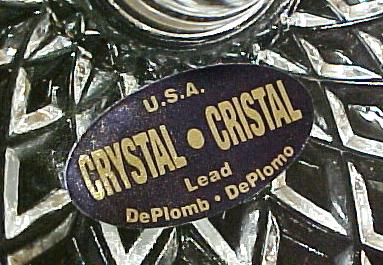 U.S.A.
CRYSTAL • CRISTAL
Lead
DePlomb • DePlomo